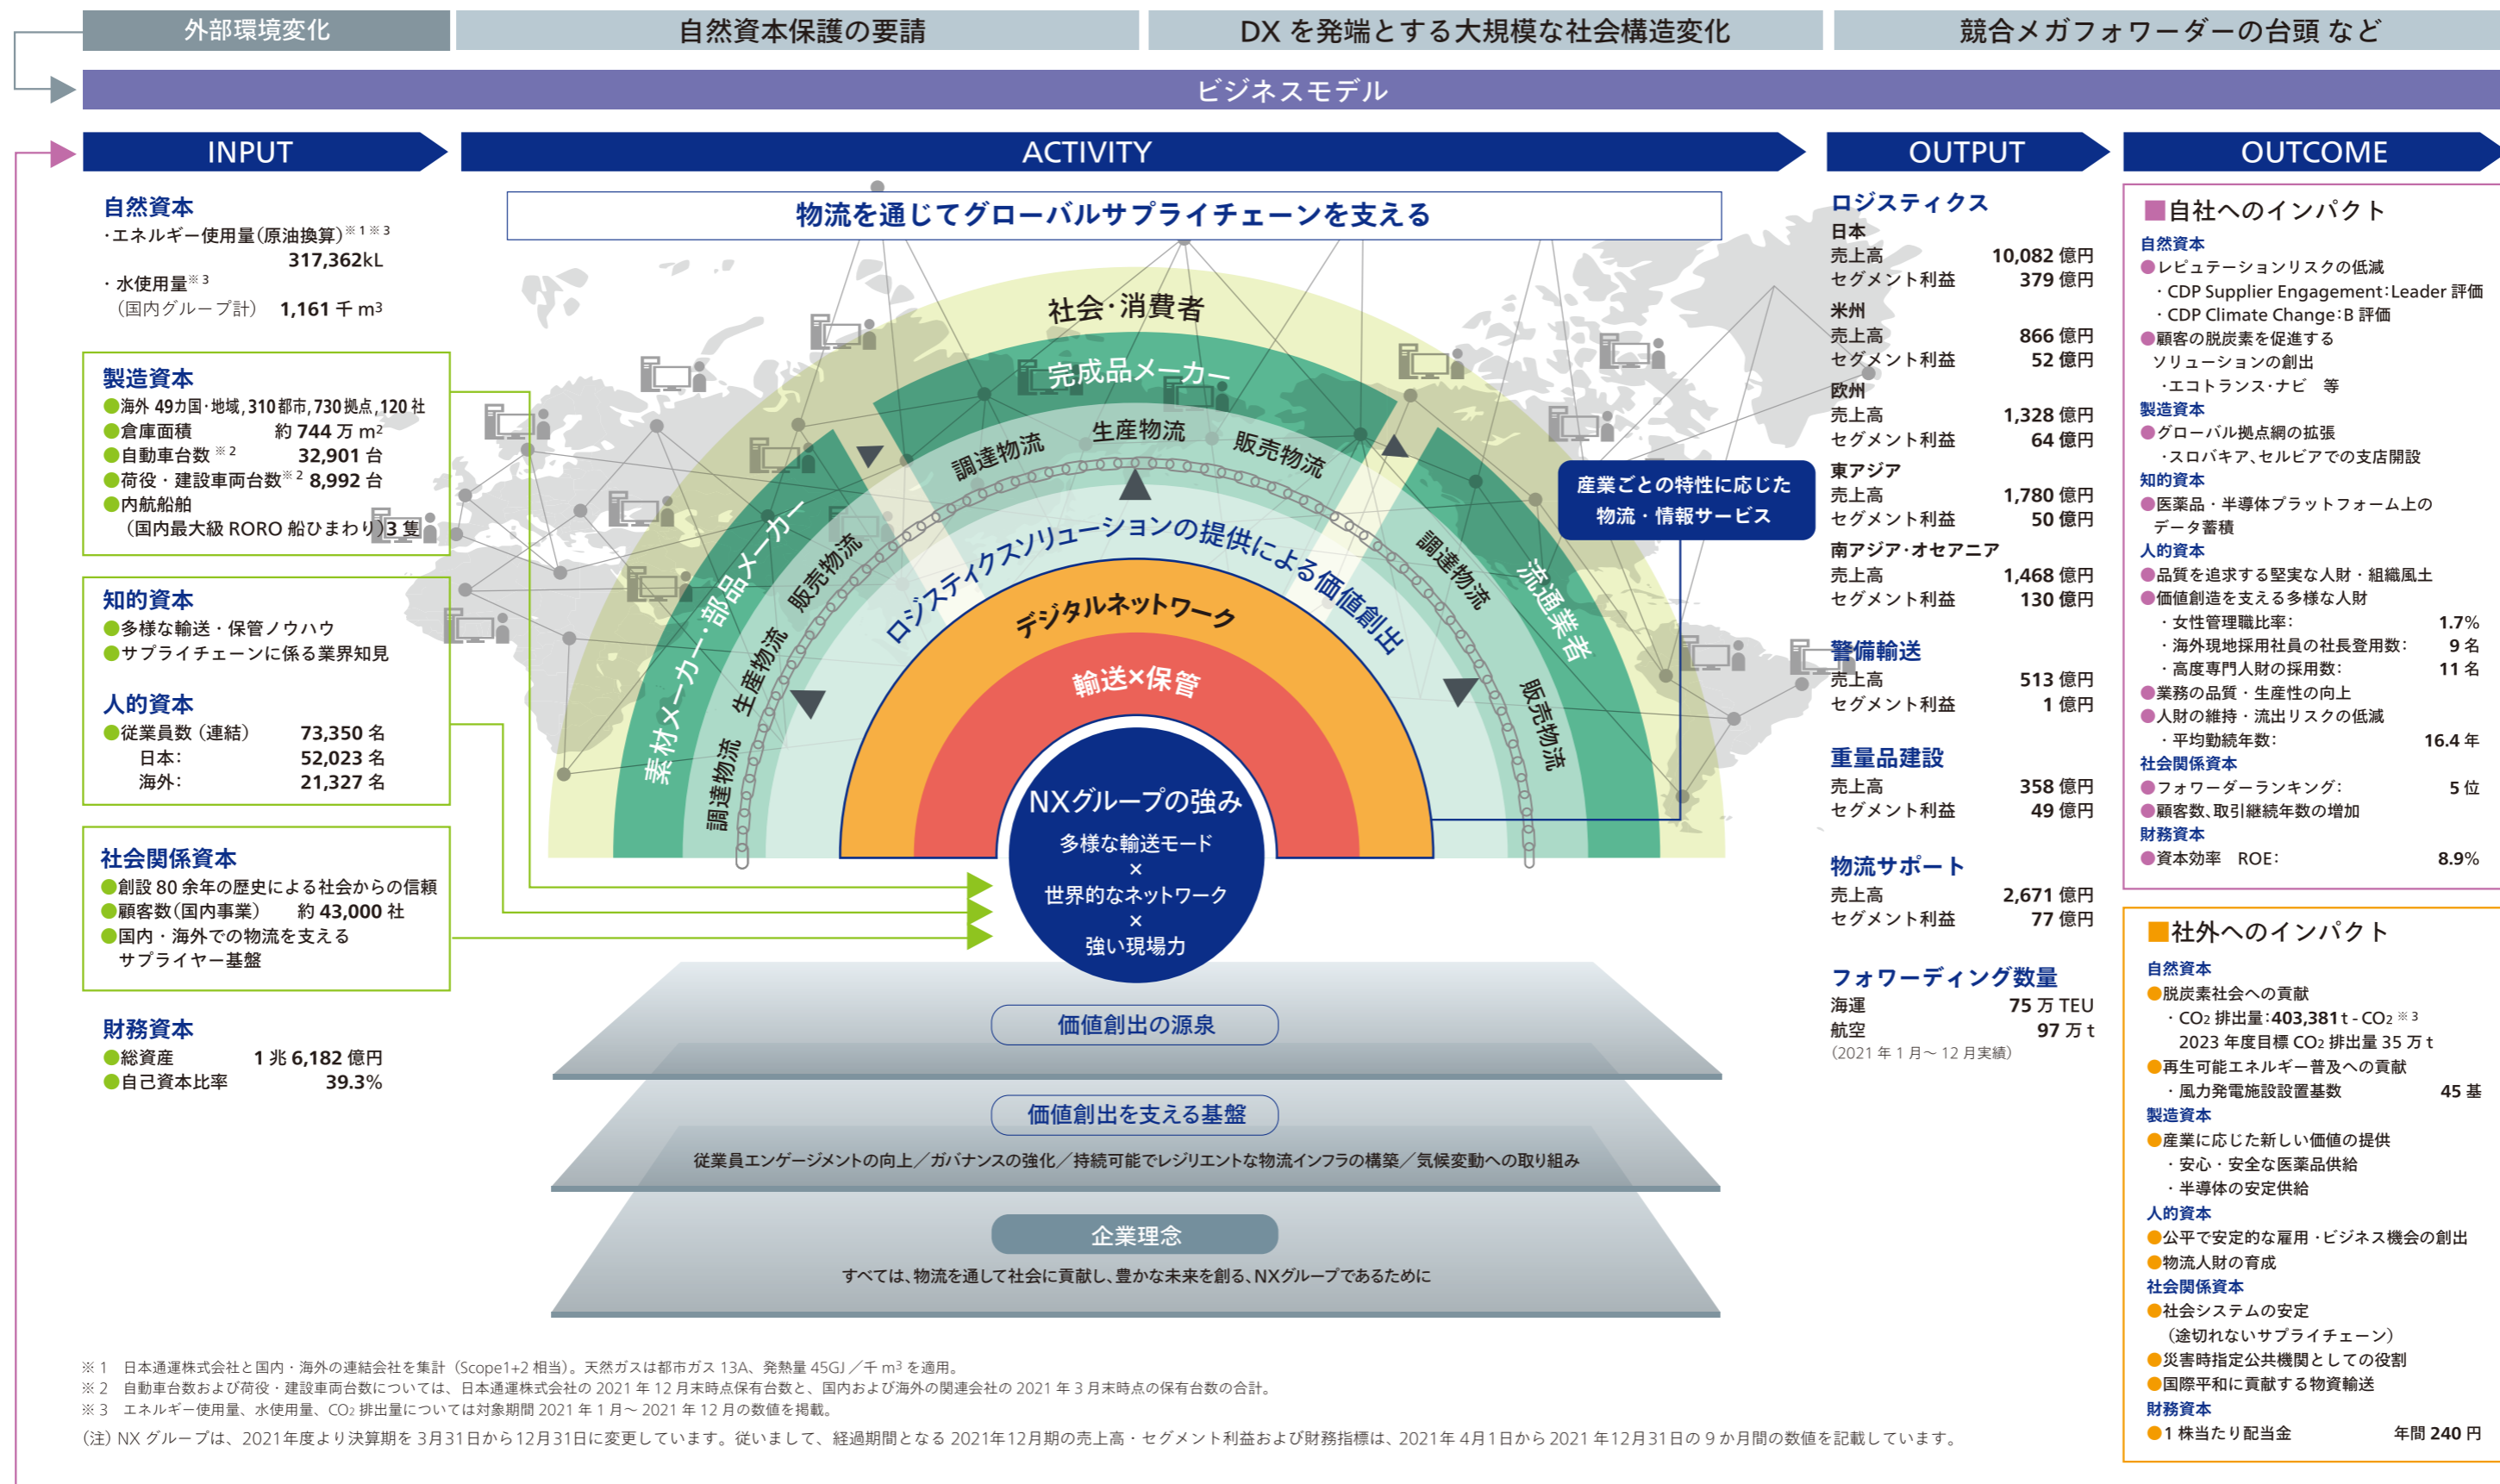 外部環境変化
自然資本保護の要請
DX を発端とする大規模な社会構造変化
競合メガフォワーダーの台頭 など
ビジネスモデル
INPUT
自然資本
・エネルギー使用量（原油換算）※1※3
317,362kL
・水使用量※3
（国内グループ計） 1,161 千 m³
製造資本
●海外 49カ国・地域，310都市，730拠点，120社
●倉庫面積 約 744 万 m²
●自動車台数 ※2 32,901 台
●荷役・建設車両台数※2 8,992 台
●内航船舶
（国内最大級 RORO 船ひまわり）3 隻
知的資本
●多様な輸送・保管ノウハウ
●サプライチェーンに係る業界知見
人的資本
●従業員数（連結） 73,350 名
日本： 52,023 名
海外： 21,327 名
社会関係資本
●創設 80 余年の歴史による社会からの信頼
●顧客数（国内事業） 約 43,000 社
●国内・海外での物流を支える
サプライヤー基盤
財務資本
●総資産 1 兆 6,182 億円
●自己資本比率 39.3%
ACTIVITY
物流を通じてグローバルサプライチェーンを支える
社会・消費者
完成品メーカー
調達物流 生産物流 販売物流
素材メーカー・部品メーカー
調達物流 生産物流 販売物流
流通業者
調達物流 販売物流
ロジスティクスソリューションの提供による価値創出
デジタルネットワーク
輸送×保管
産業ごとの特性に応じた
物流・情報サービス
NXグループの強み
多様な輸送モード
×
世界的なネットワーク
×
強い現場力
価値創出の源泉
価値創出を支える基盤
従業員エンゲージメントの向上／ガバナンスの強化／持続可能でレジリエントな物流インフラの構築／気候変動への取り組み
企業理念
すべては、物流を通して社会に貢献し、豊かな未来を創る、NXグループであるために
OUTPUT
ロジスティクス
日本
売上高 10,082 億円
セグメント利益 379 億円
米州
売上高 866 億円
セグメント利益 52 億円
欧州
売上高 1,328 億円
セグメント利益 64 億円
東アジア
売上高 1,780 億円
セグメント利益 50 億円
南アジア・オセアニア
売上高 1,468 億円
セグメント利益 130 億円
警備輸送
売上高 513 億円
セグメント利益 1 億円
重量品建設
売上高 358 億円
セグメント利益 49 億円
物流サポート
売上高 2,671 億円
セグメント利益 77 億円
フォワーディング数量
海運 75 万 TEU
航空 97 万 t
（2021 年 1 月～ 12 月実績）
OUTCOME
■自社へのインパクト
自然資本
●レピュテーションリスクの低減
・CDP Supplier Engagement：Leader 評価
・CDP Climate Change：B 評価
●顧客の脱炭素を促進する
ソリューションの創出
・エコトランス・ナビ 等
製造資本
●グローバル拠点網の拡張
・スロバキア、セルビアでの支店開設
知的資本
●医薬品・半導体プラットフォーム上の
データ蓄積
人的資本
●品質を追求する堅実な人財・組織風土
●価値創造を支える多様な人財
・女性管理職比率： 1.7%
・海外現地採用社員の社長登用数： 9 名
・高度専門人財の採用数： 11 名
●業務の品質・生産性の向上
●人財の維持・流出リスクの低減
・平均勤続年数： 16.4 年
社会関係資本
●フォワーダーランキング： 5 位
●顧客数、取引継続年数の増加
財務資本
●資本効率 ROE： 8.9%
■社外へのインパクト
自然資本
●脱炭素社会への貢献
・CO₂ 排出量：403,381 t - CO₂ ※3
2023 年度目標 CO₂ 排出量 35 万 t
●再生可能エネルギー普及への貢献
・風力発電施設設置基数 45 基
製造資本
●産業に応じた新しい価値の提供
・安心・安全な医薬品供給
・半導体の安定供給
人的資本
●公平で安定的な雇用・ビジネス機会の創出
●物流人財の育成
社会関係資本
●社会システムの安定
（途切れないサプライチェーン）
●災害時指定公共機関としての役割
●国際平和に貢献する物資輸送
財務資本
●1 株当たり配当金 年間 240 円
※ 1 日本通運株式会社と国内・海外の連結会社を集計（Scope1+2 相当）。天然ガスは都市ガス 13A、発熱量 45GJ ／千 m³ を適用。
※ 2 自動車台数および荷役・建設車両台数については、日本通運株式会社の 2021 年 12 月末時点保有台数と、国内および海外の関連会社の 2021 年 3 月末時点の保有台数の合計。
※ 3 エネルギー使用量、水使用量、CO₂ 排出量については対象期間 2021 年 1 月～ 2021 年 12 月の数値を掲載。
（注）NX グループは、2021年度より決算期を 3月31日から12月31日に変更しています。従いまして、経過期間となる 2021年12月期の売上高・セグメント利益および財務指標は、2021年 4月1日から 2021 年12月31日の 9 か月間の数値を記載しています。